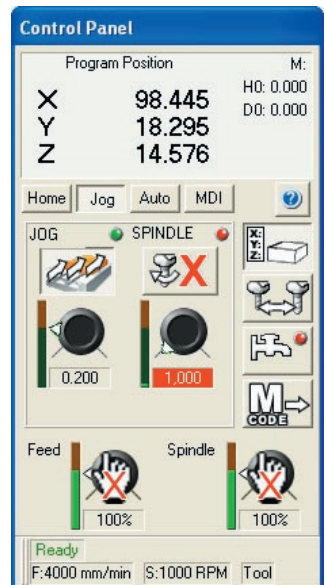 Control Panel
Program Position M:
X 98.445 H0: 0.000
Y 18.295 D0: 0.000
Z 14.576
Home Jog Auto MDI ?
JOG SPINDLE X: Y: Z:
0.200 1,000
M CODE
Feed Spindle
100% 100%
Ready
F:4000 mm/min S:1000 RPM Tool